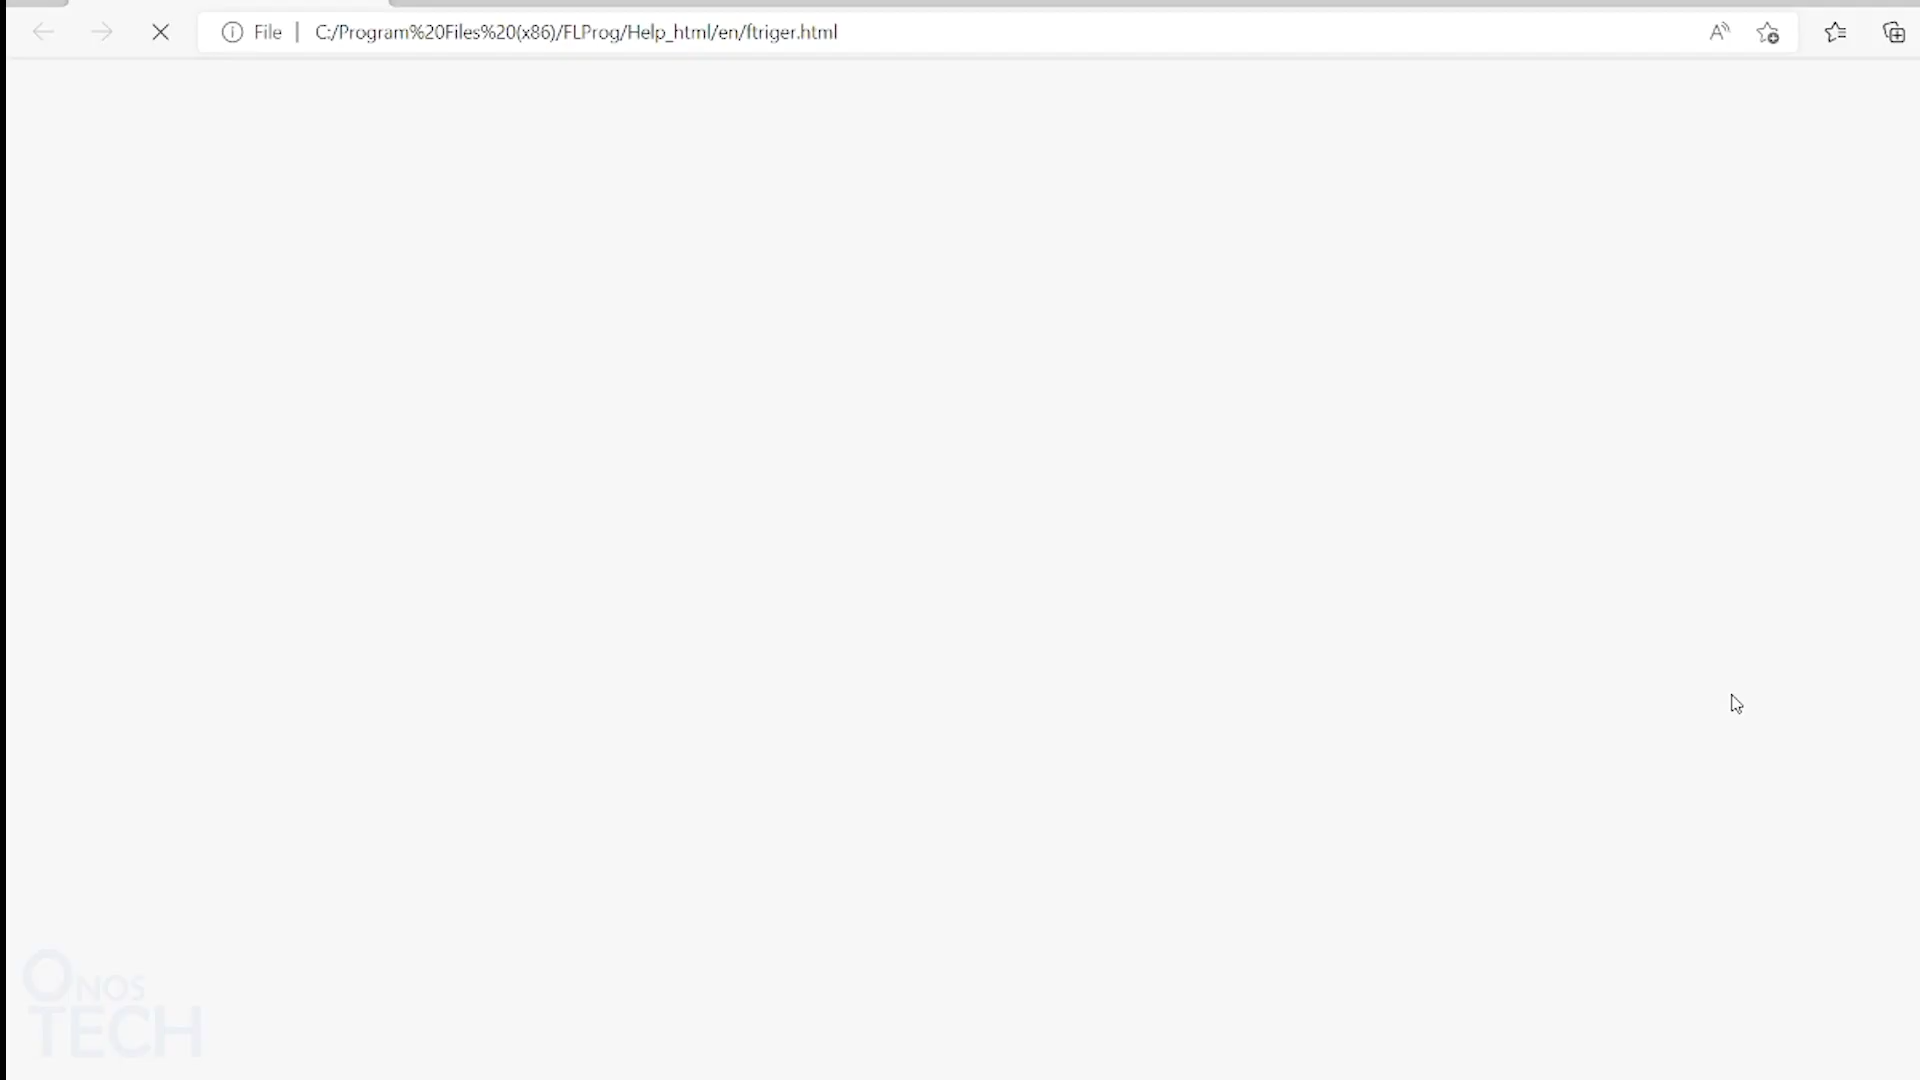 File | C:/Program%20Files%20(x86)/FLProg/Help_html/en/ftriger.html
ONOS
TECH